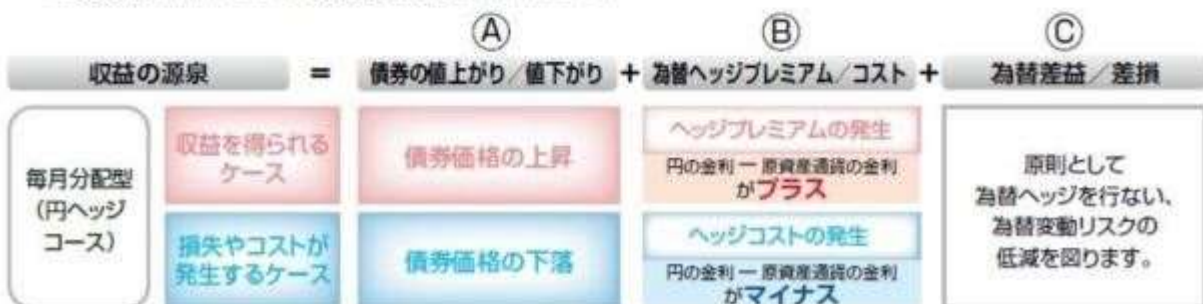 Ⓐ Ⓑ Ⓒ
収益の源泉 = 債券の値上がり／値下がり + 為替ヘッジプレミアム／コスト + 為替差益／差損
毎月分配型
(円ヘッジ
コース)
収益を得られる
ケース
債券価格の上昇
ヘッジプレミアムの発生
円の金利 ー 原資産通貨の金利
がプラス
損失やコストが
発生するケース
債券価格の下落
ヘッジコストの発生
円の金利 ー 原資産通貨の金利
がマイナス
原則として
為替ヘッジを行ない、
為替変動リスクの
低減を図ります。